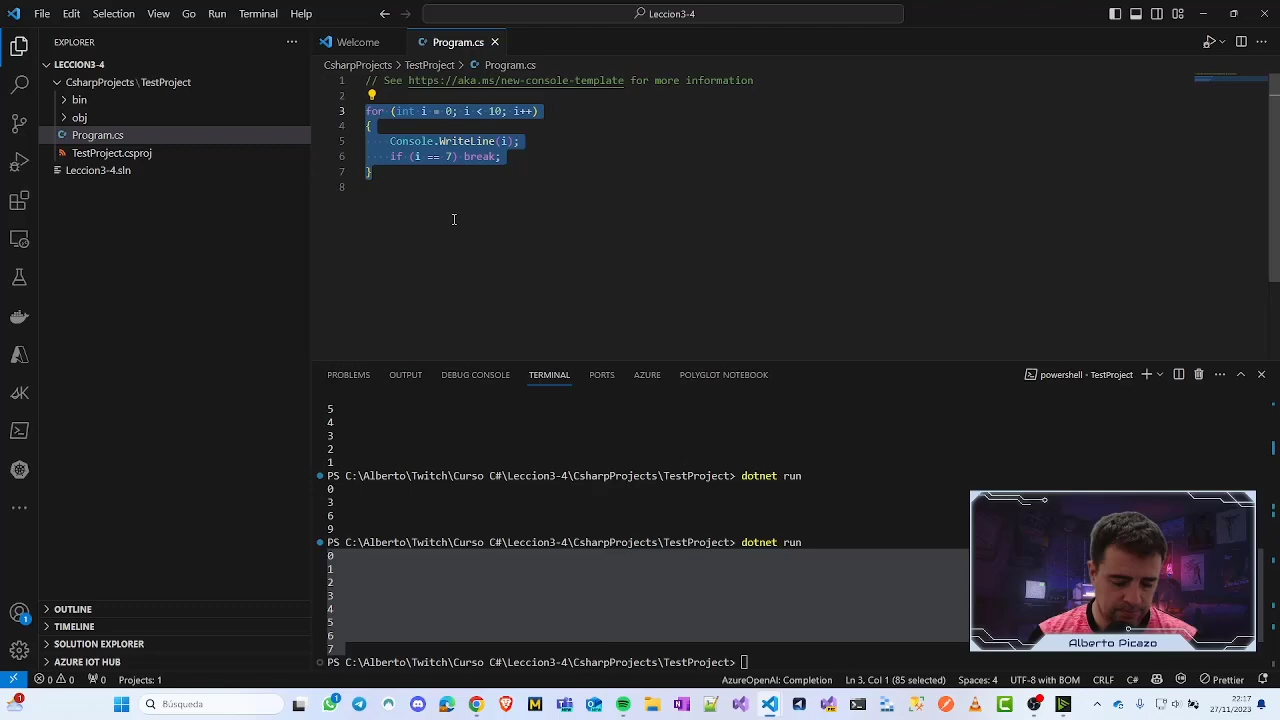 File Edit Selection View Go Run Terminal Help
Leccion3-4
EXPLORER
LECCION3-4
CsharpProjects \ TestProject
bin
obj
Program.cs
TestProject.csproj
Leccion3-4.sln
OUTLINE
TIMELINE
SOLUTION EXPLORER
AZURE IOT HUB
Welcome
Program.cs
CsharpProjects > TestProject > Program.cs
1 // See https://aka.ms/new-console-template for more information
2
3 for (int i = 0; i < 10; i++)
4 {
5 Console.WriteLine(i);
6 if (i == 7) break;
7 }
8
PROBLEMS OUTPUT DEBUG CONSOLE TERMINAL PORTS AZURE POLYGLOT NOTEBOOK
powershell - TestProject
5
4
3
2
1
PS C:\Alberto\Twitch\Curso C#\Leccion3-4\CsharpProjects\TestProject> dotnet run
0
3
6
9
PS C:\Alberto\Twitch\Curso C#\Leccion3-4\CsharpProjects\TestProject> dotnet run
0
1
2
3
4
5
6
7
PS C:\Alberto\Twitch\Curso C#\Leccion3-4\CsharpProjects\TestProject>
Alberto Picazo
1
0 0 0 Projects: 1
AzureOpenAI: Completion Ln 3, Col 1 (85 selected) Spaces: 4 UTF-8 with BOM CRLF C# Prettier
Búsqueda
22:17
27/11/2023